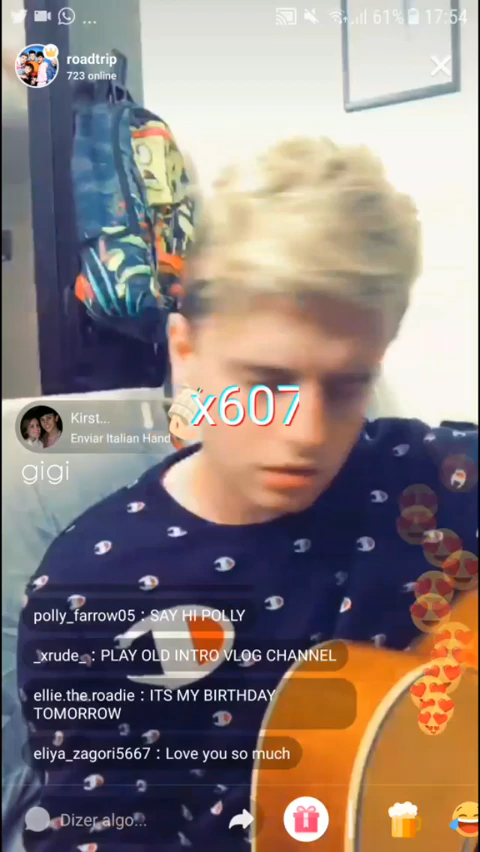 ... 61% 17:54
roadtrip
723 online
x607
Kirst...
Enviar Italian Hand
gigi
polly_farrow05 : SAY HI POLLY
_xrude_ : PLAY OLD INTRO VLOG CHANNEL
ellie.the.roadie : ITS MY BIRTHDAY
TOMORROW
eliya_zagori5667 : Love you so much
Dizer algo...